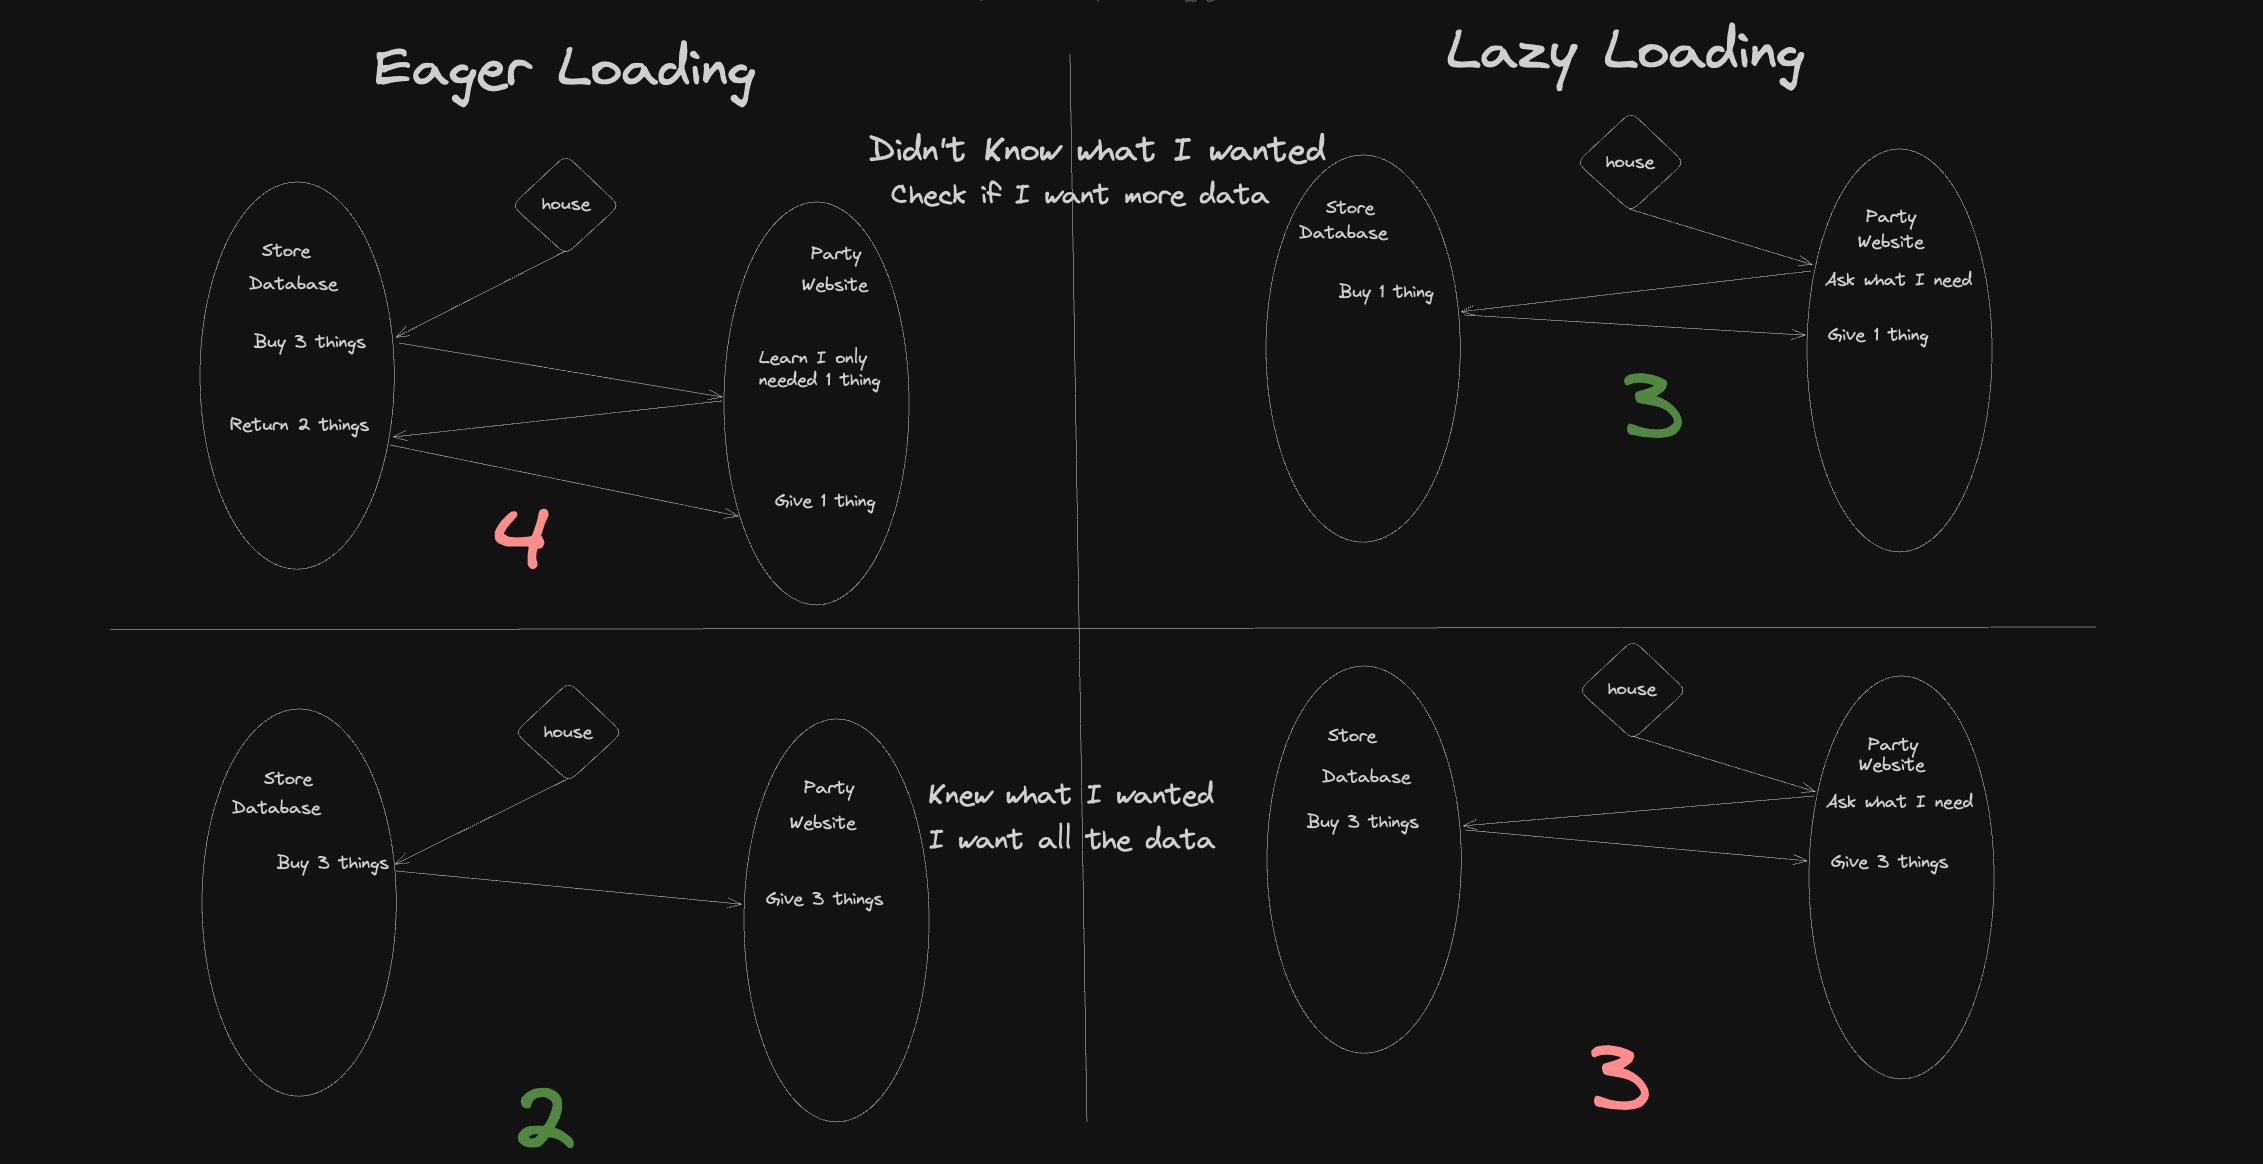 Eager Loading
Lazy Loading
Didn't Know what I wanted
Check if I want more data
house
Store
Database
Buy 3 things
Return 2 things
Party
Website
Learn I only
needed 1 thing
Give 1 thing
4
house
Store
Database
Buy 1 thing
Party
Website
Ask what I need
Give 1 thing
3
Knew what I wanted
I want all the data
house
Store
Database
Buy 3 things
Party
Website
Give 3 things
2
house
Store
Database
Buy 3 things
Party
Website
Ask what I need
Give 3 things
3